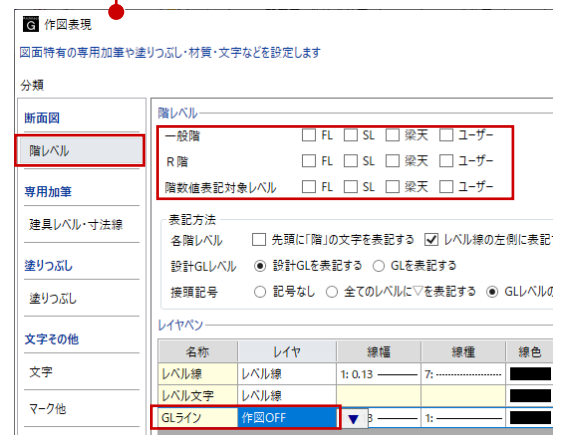 G 作図表現
図面特有の専用加筆や塗りつぶし・材質・文字などを設定します
分類
断面図
階レベル
専用加筆
建具レベル・寸法線
塗りつぶし
塗りつぶし
文字その他
文字
マーク他
階レベル
一般階 FL SL 梁天 ユーザー
R階 FL SL 梁天 ユーザー
階数値表記対象レベル FL SL 梁天 ユーザー
表記方法
各階レベル 先頭に「階」の文字を表記する レベル線の左側に表記
設計GLレベル 設計GLを表記する GLを表記する
接頭記号 記号なし 全てのレベルに▽を表記する GLレベルの
レイヤペン
名称 レイヤ 線幅 線種 線色
レベル線 レベル線 1: 0.13 7:
レベル文字 レベル線
GLライン 作図OFF 3 1: